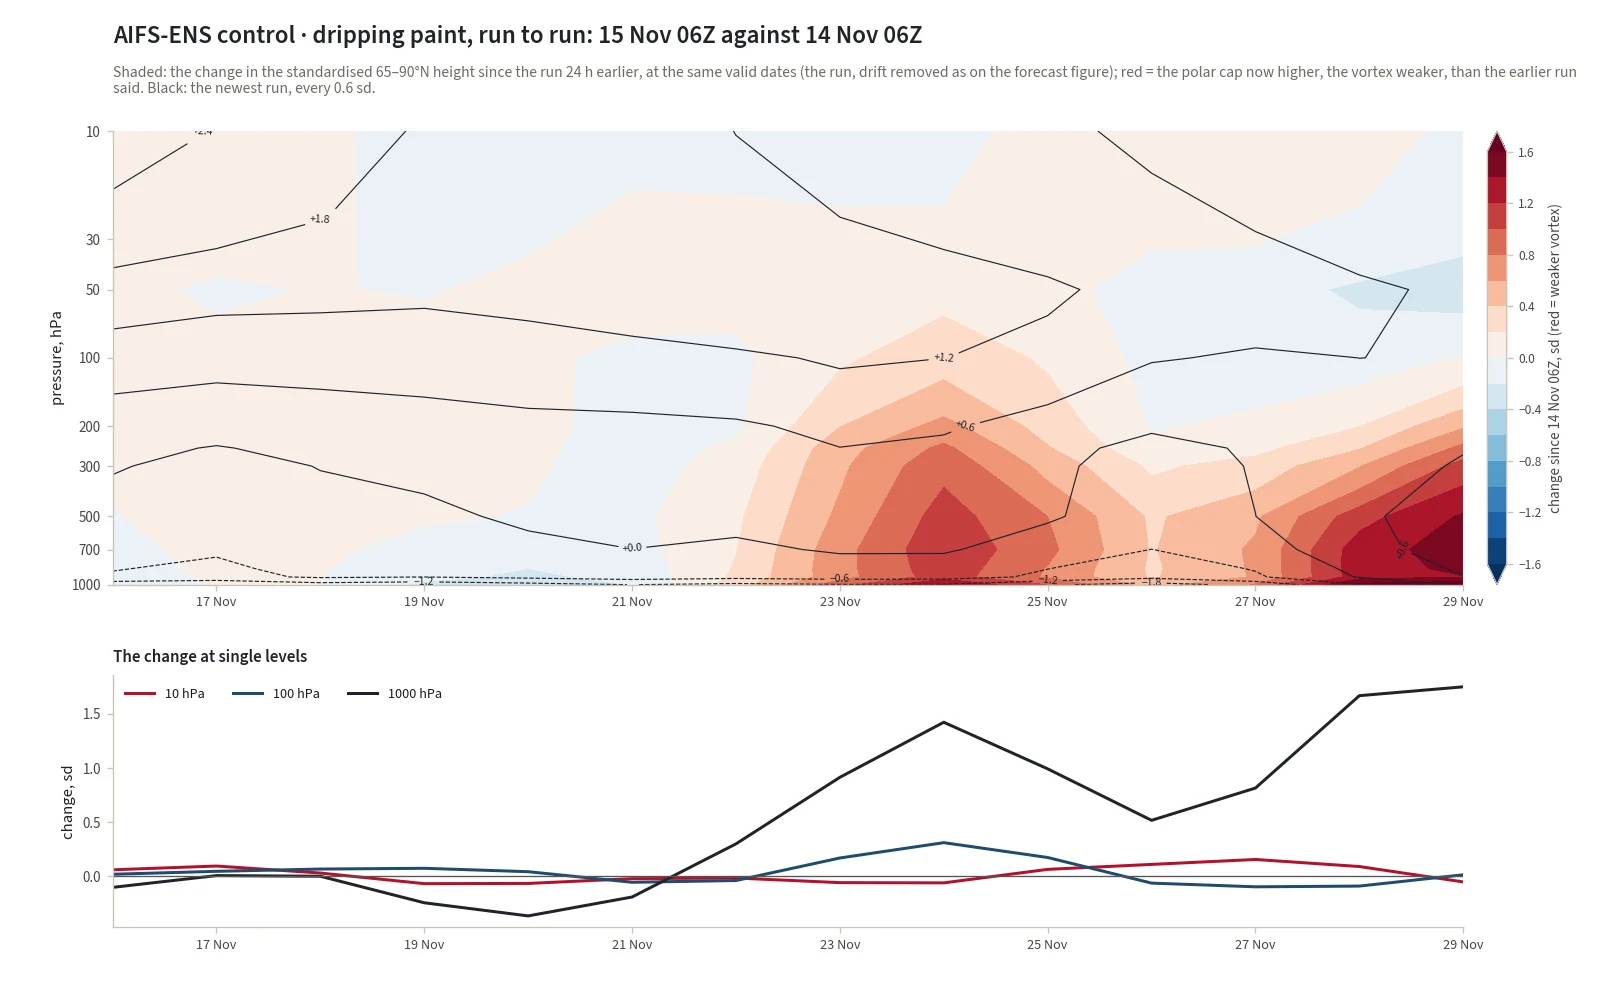 AIFS-ENS control · dripping paint, run to run: 15 Nov 06Z against 14 Nov 06Z
Shaded: the change in the standardised 65–90°N height since the run 24 h earlier, at the same valid dates (the run, drift removed as on the forecast figure); red = the polar cap now higher, the vortex weaker, than the earlier run
said. Black: the newest run, every 0.6 sd.
10
30
50
100
200
300
500
700
1000
pressure, hPa
+2.4
+1.8
+1.2
+0.6
+0.0
−1.2
−0.6
−1.2
−1.8
17 Nov
19 Nov
21 Nov
23 Nov
25 Nov
27 Nov
29 Nov
1.6
1.2
0.8
0.4
0.0
−0.4
−0.8
−1.2
−1.6
change since 14 Nov 06Z, sd (red = weaker vortex)
The change at single levels
10 hPa
100 hPa
1000 hPa
1.5
1.0
0.5
0.0
change, sd
17 Nov
19 Nov
21 Nov
23 Nov
25 Nov
27 Nov
29 Nov